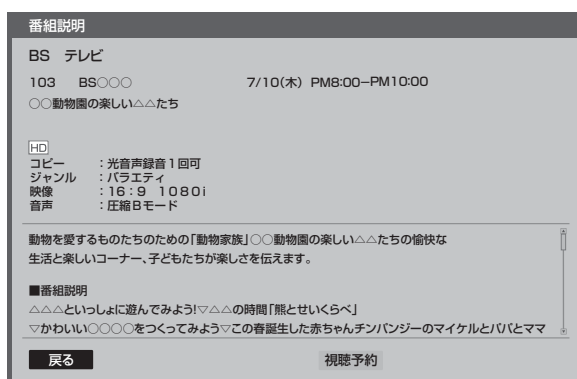 番組説明
BS テレビ
103 BS○○○ 7/10(木) PM8:00−PM10:00
○○動物園の楽しい△△たち
HD
コピー :光音声録音1回可
ジャンル :バラエティ
映像 :16:9 1080i
音声 :圧縮Bモード
動物を愛するものたちのための「動物家族」○○動物園の楽しい△△たちの愉快な
生活と楽しいコーナー、子どもたちが楽しさを伝えます。
■番組説明
△△△といっしょに遊んでみよう!▽△△の時間「熊とせいくらべ」
▽かわいい○○○○をつくってみよう▽この春誕生した赤ちゃんチンパンジーのマイケルとパパとママ
戻る 視聴予約